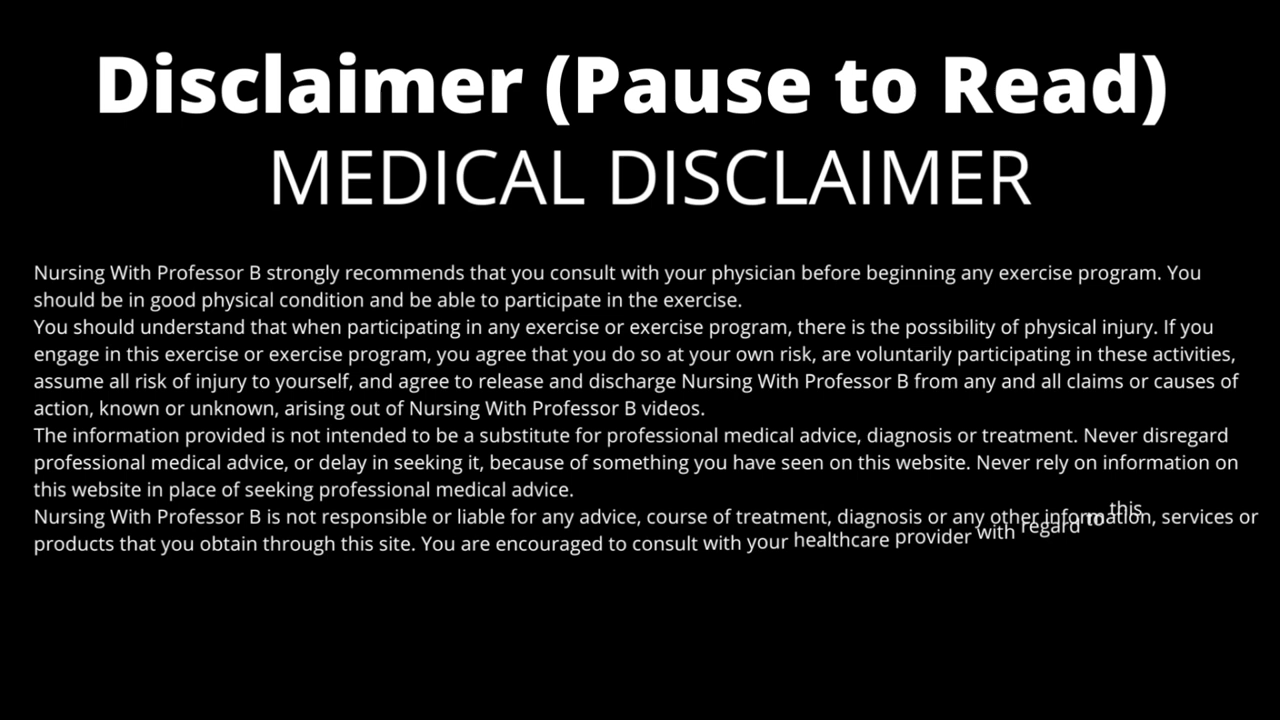 Disclaimer (Pause to Read)
MEDICAL DISCLAIMER
Nursing With Professor B strongly recommends that you consult with your physician before beginning any exercise program. You
should be in good physical condition and be able to participate in the exercise.
You should understand that when participating in any exercise or exercise program, there is the possibility of physical injury. If you
engage in this exercise or exercise program, you agree that you do so at your own risk, are voluntarily participating in these activities,
assume all risk of injury to yourself, and agree to release and discharge Nursing With Professor B from any and all claims or causes of
action, known or unknown, arising out of Nursing With Professor B videos.
The information provided is not intended to be a substitute for professional medical advice, diagnosis or treatment. Never disregard
professional medical advice, or delay in seeking it, because of something you have seen on this website. Never rely on information on
this website in place of seeking professional medical advice.
Nursing With Professor B is not responsible or liable for any advice, course of treatment, diagnosis or any other information, services or
products that you obtain through this site. You are encouraged to consult with your healthcare provider with regard to this